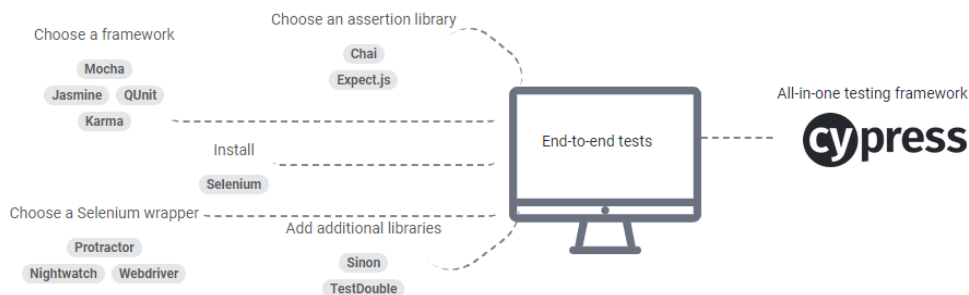 Choose a framework
Mocha
Jasmine QUnit
Karma
Choose an assertion library
Chai
Expect.js
Install
Selenium
Choose a Selenium wrapper
Protractor
Nightwatch Webdriver
Add additional libraries
Sinon
TestDouble
End-to-end tests
All-in-one testing framework
cypress